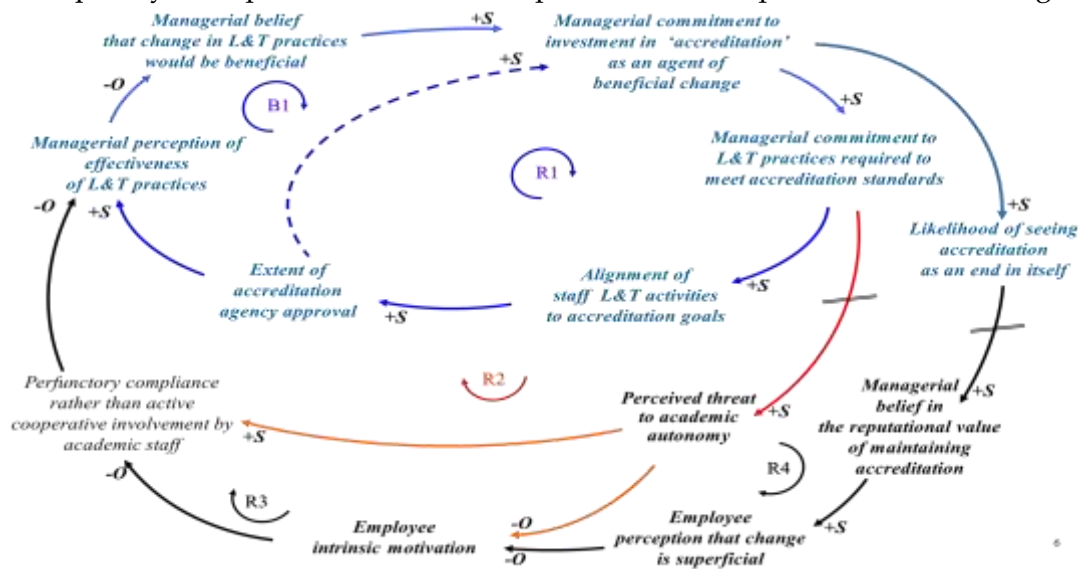 Managerial belief
that change in L&T practices
would be beneficial
+S
Managerial commitment to
investment in 'accreditation'
as an agent of
beneficial change
+S
-O
B1
+S
Managerial perception of
effectiveness
of L&T practices
R1
Managerial commitment to
L&T practices required to
meet accreditation standards
-O
+S
+S
Likelihood of seeing
accreditation
as an end in itself
Extent of
accreditation
agency approval
+S
Alignment of
staff L&T activities
to accreditation goals
+S
Perfunctory compliance
rather than active
cooperative involvement by
academic staff
+S
-O
R2
Perceived threat
to academic
autonomy
+S
Managerial
belief in
the reputational value
of maintaining
accreditation
+S
R4
R3
Employee
intrinsic motivation
-O
-O
Employee
perception that change
is superficial
+S
6